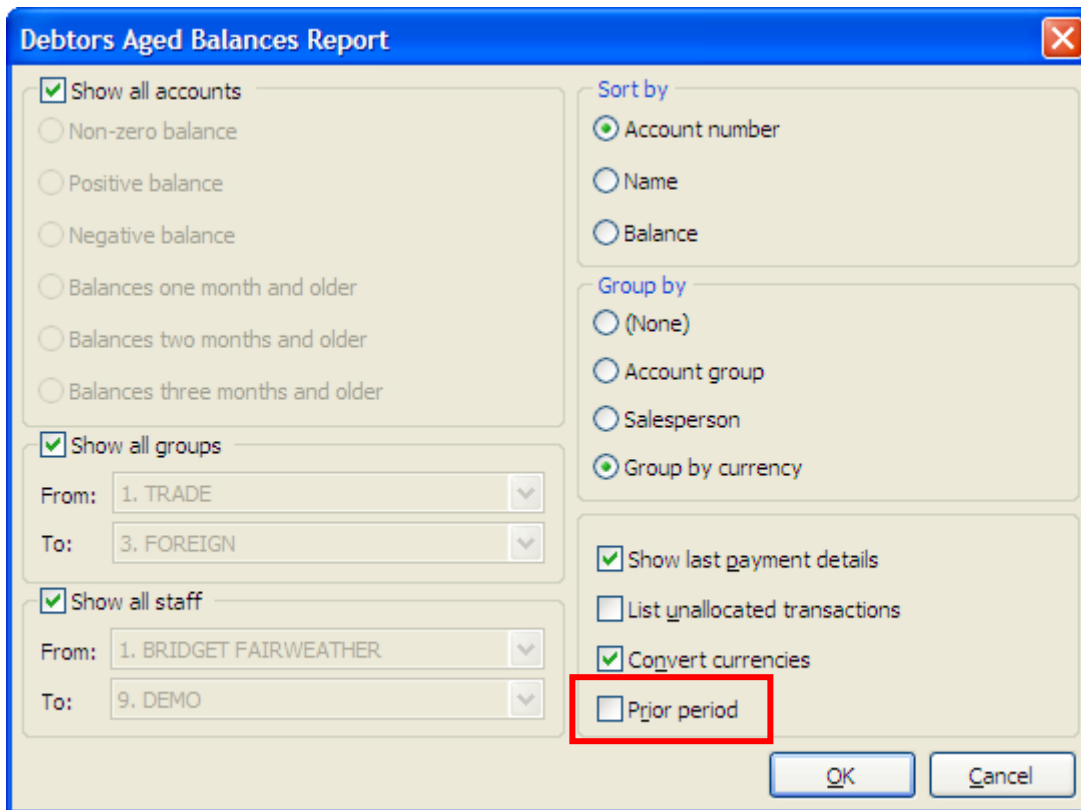 Debtors Aged Balances Report
Show all accounts
Non-zero balance
Positive balance
Negative balance
Balances one month and older
Balances two months and older
Balances three months and older
Show all groups
From: 1. TRADE
To: 3. FOREIGN
Show all staff
From: 1. BRIDGET FAIRWEATHER
To: 9. DEMO
Sort by
Account number
Name
Balance
Group by
(None)
Account group
Salesperson
Group by currency
Show last payment details
List unallocated transactions
Convert currencies
Prior period
OK
Cancel